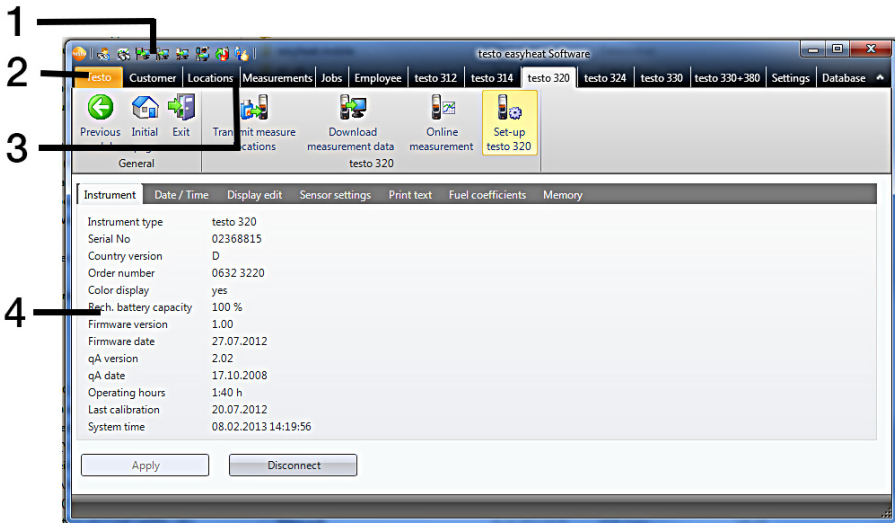 1
testo easyheat Software
2
Testo Customer Locations Measurements Jobs Employee testo 312 testo 314 testo 320 testo 324 testo 330 testo 330+380 Settings Database
3
Previous Initial Exit Transmit measure Download Online Set-up
measurement data measurement testo 320
General testo 320
Instrument Date / Time Display edit Sensor settings Print text Fuel coefficients Memory
Instrument type testo 320
Serial No 02368815
Country version D
Order number 0632 3220
Color display yes
4
Rech. battery capacity 100 %
Firmware version 1.00
Firmware date 27.07.2012
qA version 2.02
qA date 17.10.2008
Operating hours 1:40 h
Last calibration 20.07.2012
System time 08.02.2013 14:19:56
Apply Disconnect